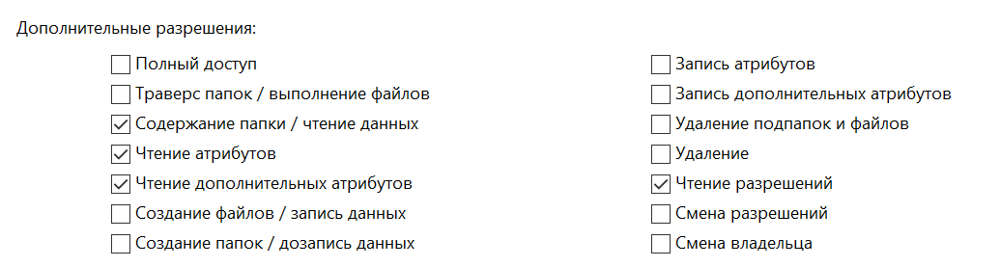 Дополнительные разрешения:
Полный доступ
Траверс папок / выполнение файлов
Содержание папки / чтение данных
Чтение атрибутов
Чтение дополнительных атрибутов
Создание файлов / запись данных
Создание папок / дозапись данных
Запись атрибутов
Запись дополнительных атрибутов
Удаление подпапок и файлов
Удаление
Чтение разрешений
Смена разрешений
Смена владельца